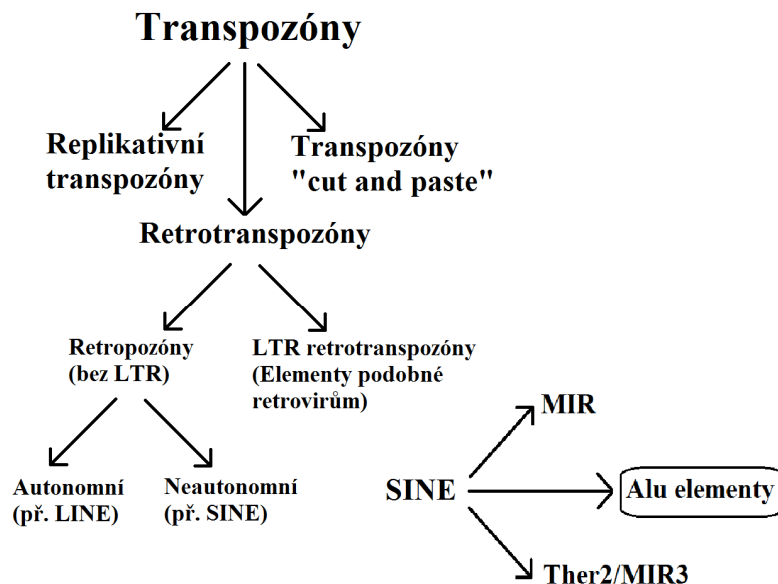 Transpozóny
Replikativní
transpozóny
Transpozóny
"cut and paste"
Retrotranspozóny
Retropozóny
(bez LTR)
LTR retrotranspozóny
(Elementy podobné
retrovirům)
Autonomní
(př. LINE)
Neautonomní
(př. SINE)
MIR
SINE
Alu elementy
Ther2/MIR3